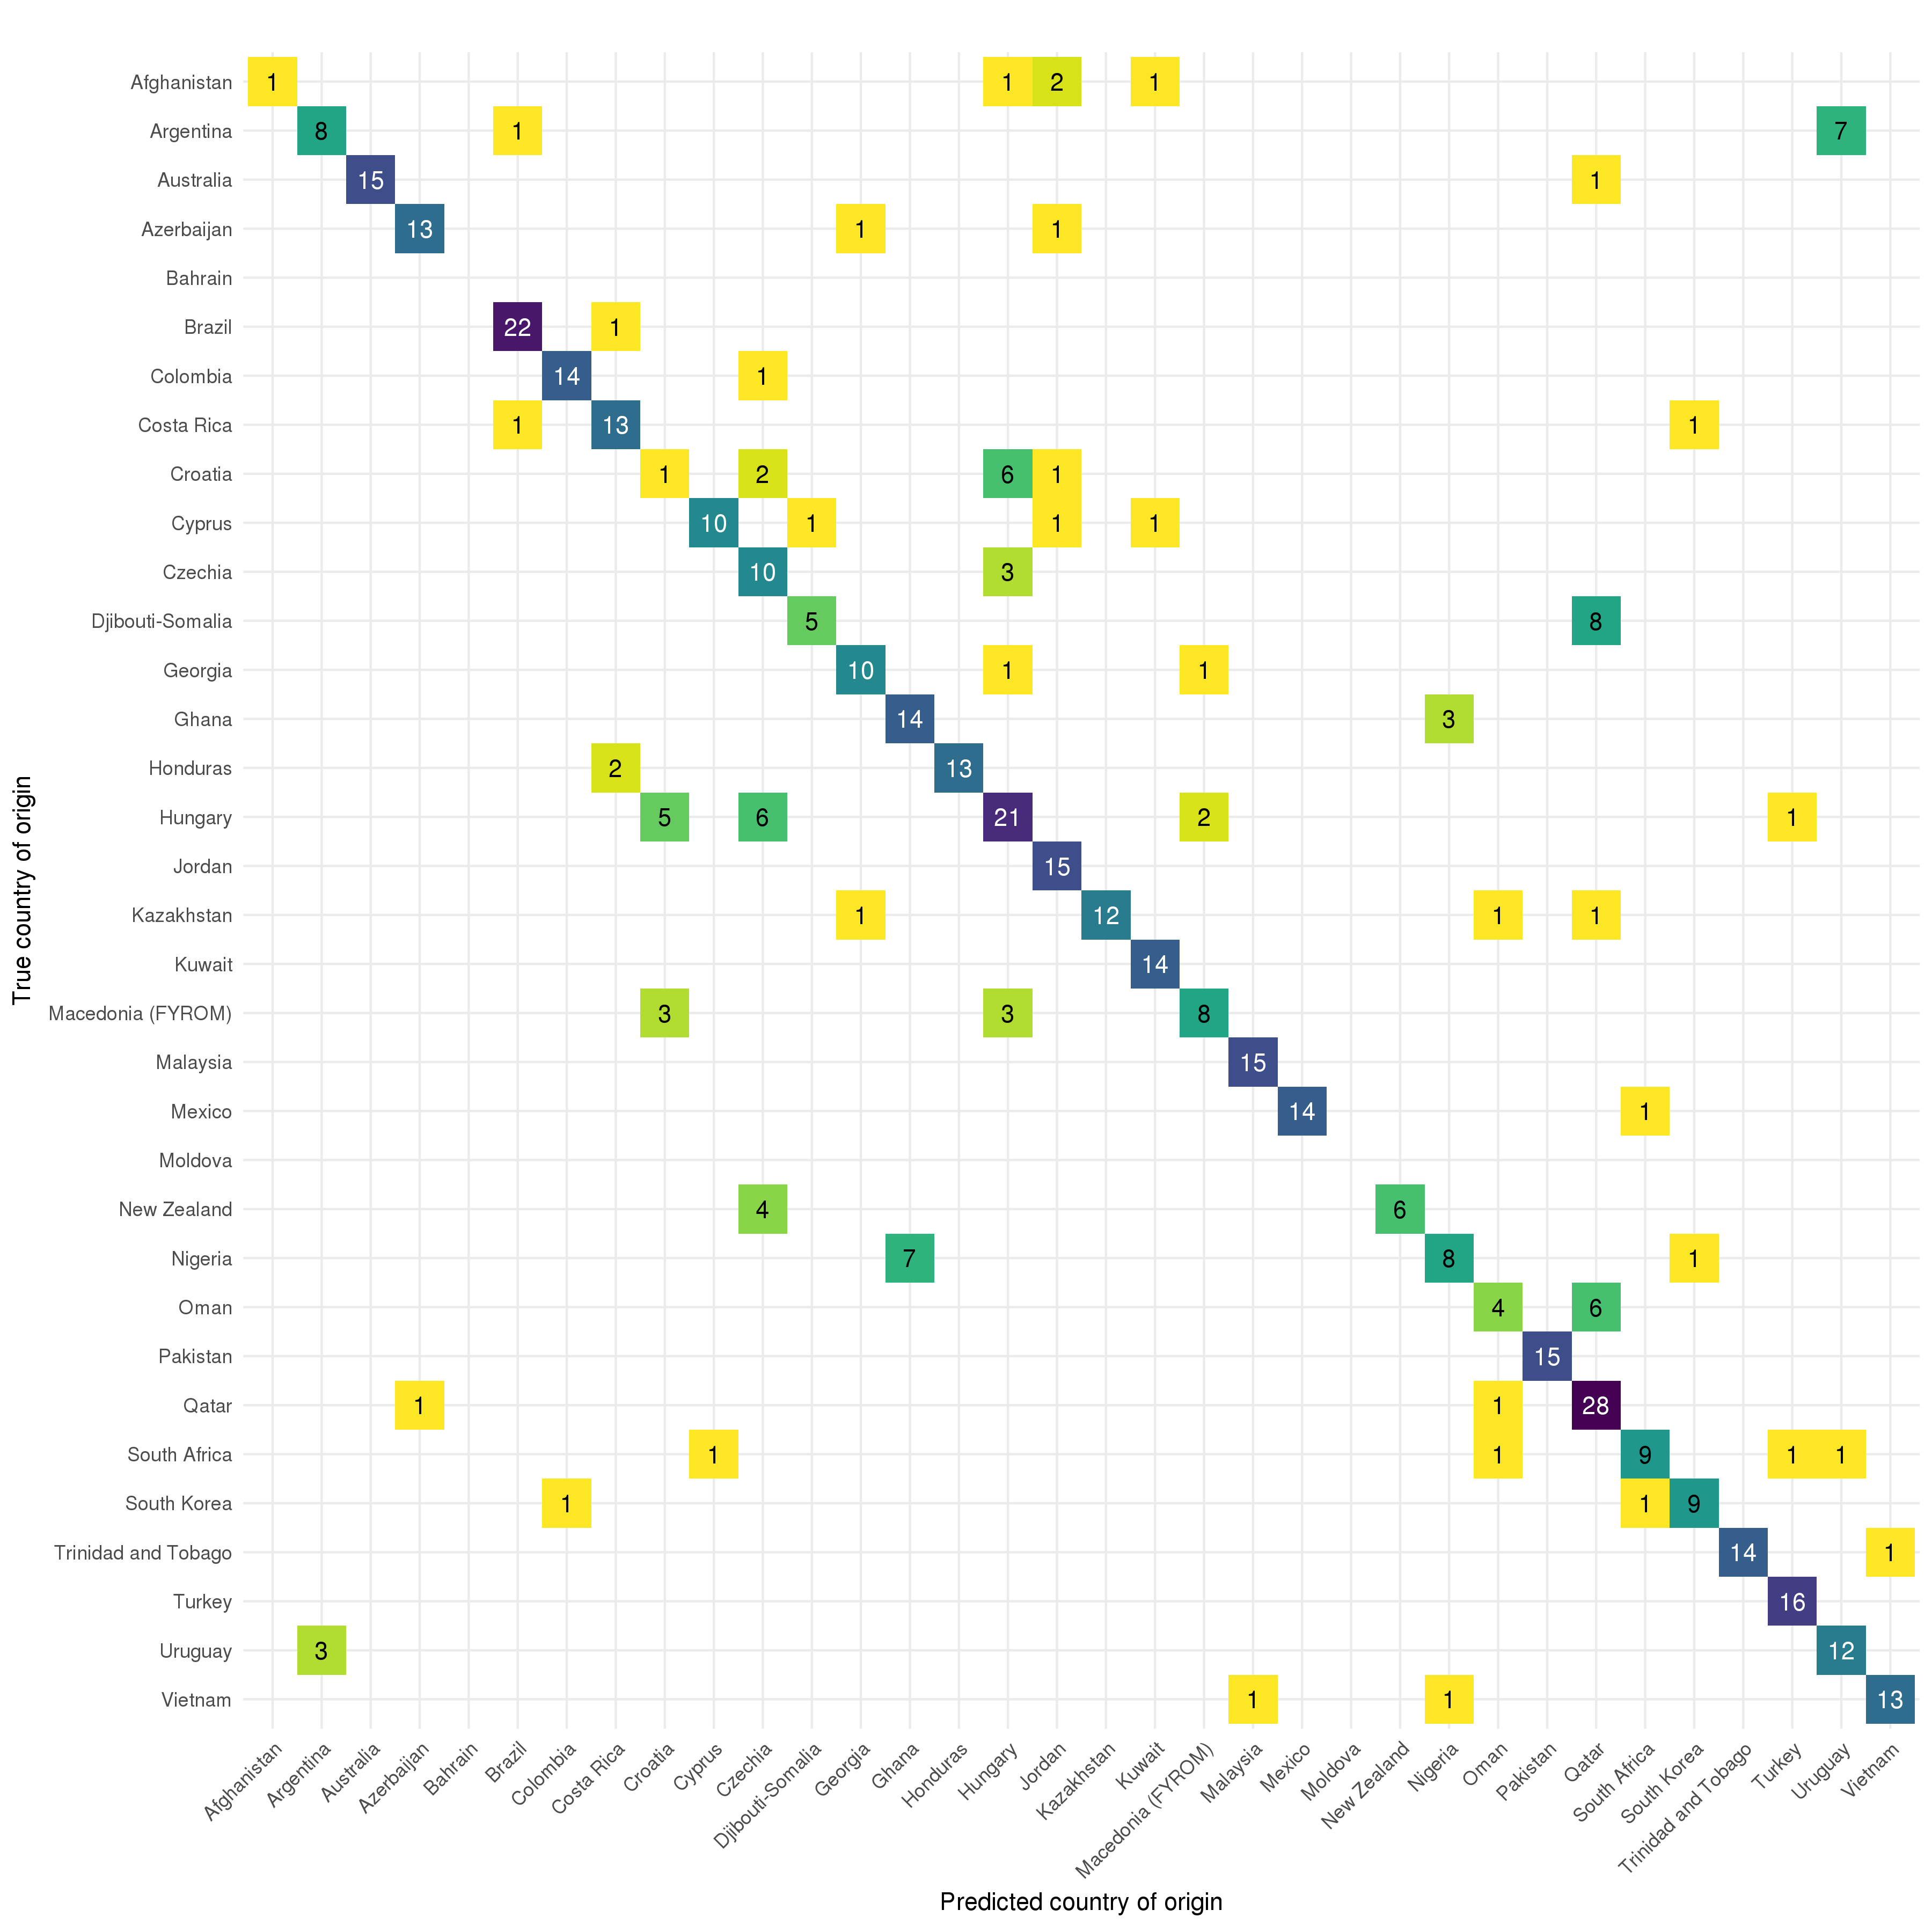 Afghanistan 1 1 2 1
Argentina 8 1 7
Australia 15 1
Azerbaijan 13 1 1
Bahrain
Brazil 22 1
Colombia 14 1
Costa Rica 1 13 1
Croatia 1 2 6 1
Cyprus 10 1 1 1
Czechia 10 3
Djibouti-Somalia 5 8
Georgia 10 1 1
Ghana 14 3
Honduras 2 13
Hungary 5 6 21 2 1
Jordan 15
Kazakhstan 1 12 1 1
Kuwait 14
Macedonia (FYROM) 3 3 8
Malaysia 15
Mexico 14 1
Moldova
New Zealand 4 6
Nigeria 7 8 1
Oman 4 6
Pakistan 15
Qatar 1 1 28
South Africa 1 1 9 1 1
South Korea 1 1 9
Trinidad and Tobago 14 1
Turkey 16
Uruguay 3 12
Vietnam 1 1 13
True country of origin
Afghanistan
Argentina
Australia
Azerbaijan
Bahrain
Brazil
Colombia
Costa Rica
Croatia
Cyprus
Czechia
Djibouti-Somalia
Georgia
Ghana
Honduras
Hungary
Jordan
Kazakhstan
Kuwait
Macedonia (FYROM)
Malaysia
Mexico
Moldova
New Zealand
Nigeria
Oman
Pakistan
Qatar
South Africa
South Korea
Trinidad and Tobago
Turkey
Uruguay
Vietnam
Predicted country of origin